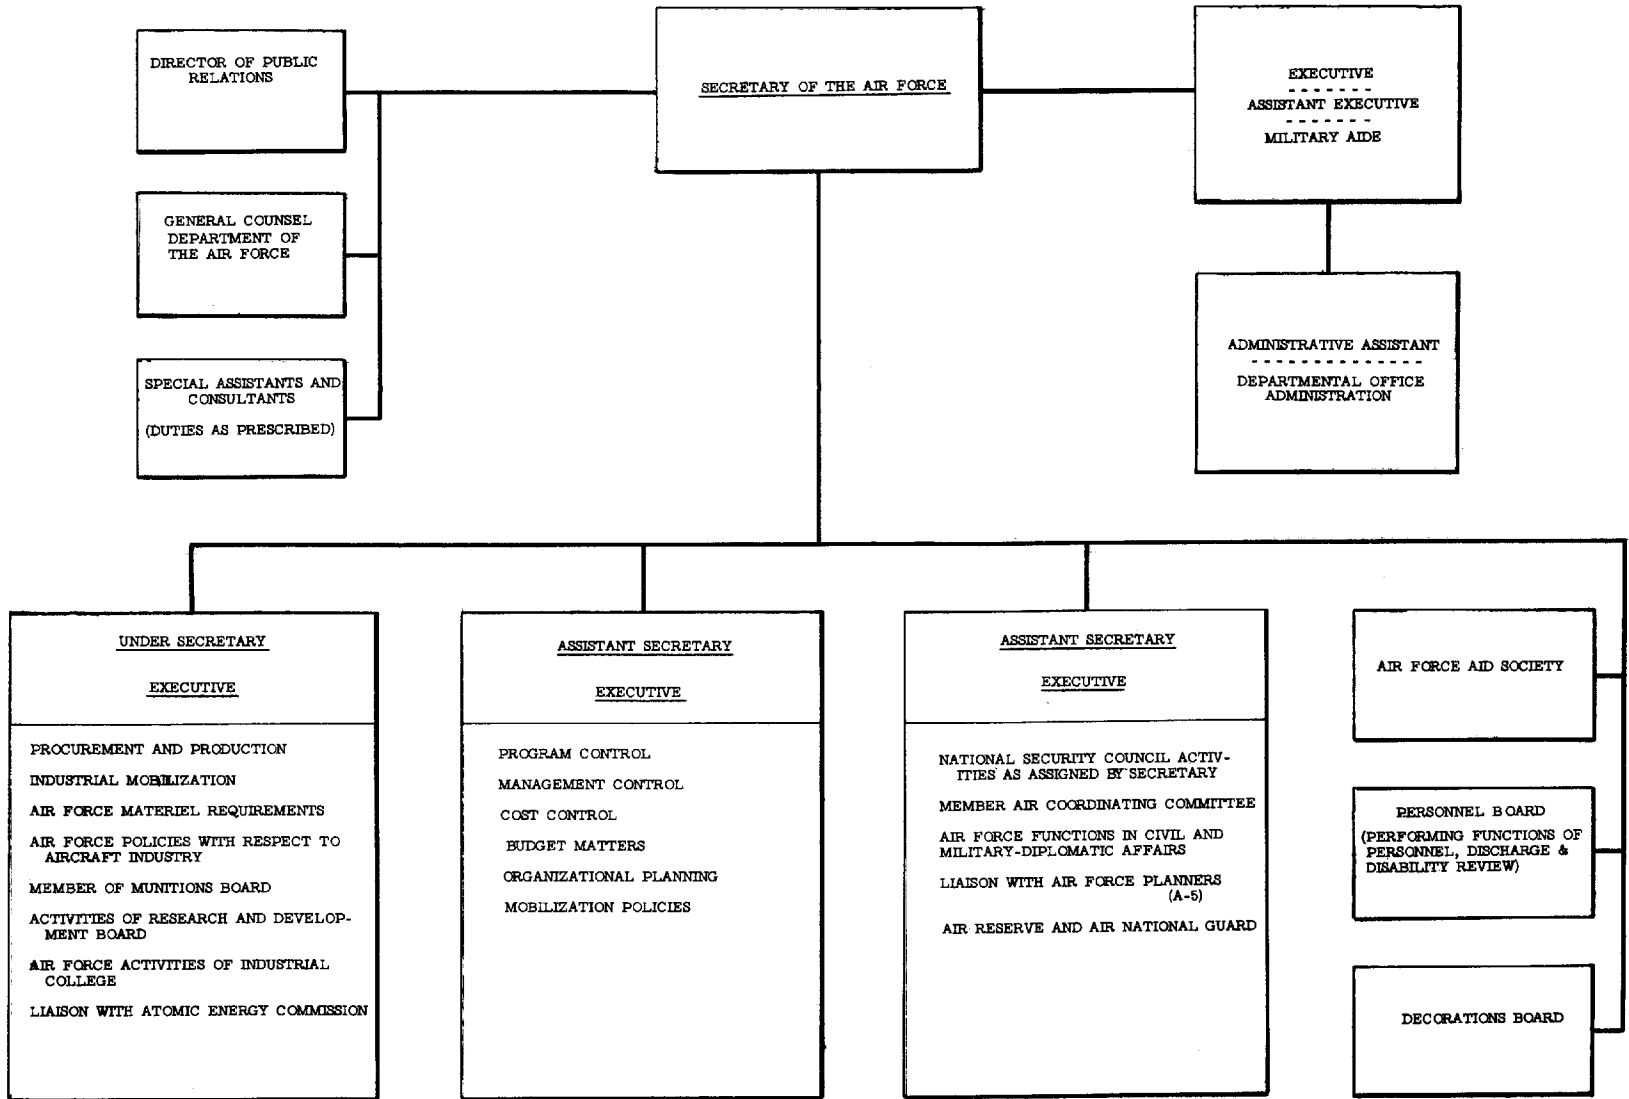 DIRECTOR OF PUBLIC
RELATIONS
SECRETARY OF THE AIR FORCE
EXECUTIVE
- - - - - - -
ASSISTANT EXECUTIVE
- - - - - - -
MILITARY AIDE
GENERAL COUNSEL
DEPARTMENT OF
THE AIR FORCE
ADMINISTRATIVE ASSISTANT
- - - - - - - - - - - - - -
DEPARTMENTAL OFFICE
ADMINISTRATION
SPECIAL ASSISTANTS AND
CONSULTANTS
(DUTIES AS PRESCRIBED)
UNDER SECRETARY
EXECUTIVE
PROCUREMENT AND PRODUCTION
INDUSTRIAL MOBILIZATION
AIR FORCE MATERIEL REQUIREMENTS
AIR FORCE POLICIES WITH RESPECT TO
AIRCRAFT INDUSTRY
MEMBER OF MUNITIONS BOARD
ACTIVITIES OF RESEARCH AND DEVELOP-
MENT BOARD
AIR FORCE ACTIVITIES OF INDUSTRIAL
COLLEGE
LIAISON WITH ATOMIC ENERGY COMMISSION
ASSISTANT SECRETARY
EXECUTIVE
PROGRAM CONTROL
MANAGEMENT CONTROL
COST CONTROL
BUDGET MATTERS
ORGANIZATIONAL PLANNING
MOBILIZATION POLICIES
ASSISTANT SECRETARY
EXECUTIVE
NATIONAL SECURITY COUNCIL ACTIV-
ITIES AS ASSIGNED BY SECRETARY
MEMBER AIR COORDINATING COMMITTEE
AIR FORCE FUNCTIONS IN CIVIL AND
MILITARY-DIPLOMATIC AFFAIRS
LIAISON WITH AIR FORCE PLANNERS
(A-5)
AIR RESERVE AND AIR NATIONAL GUARD
AIR FORCE AID SOCIETY
PERSONNEL BOARD
(PERFORMING FUNCTIONS OF
PERSONNEL, DISCHARGE &
DISABILITY REVIEW)
DECORATIONS BOARD